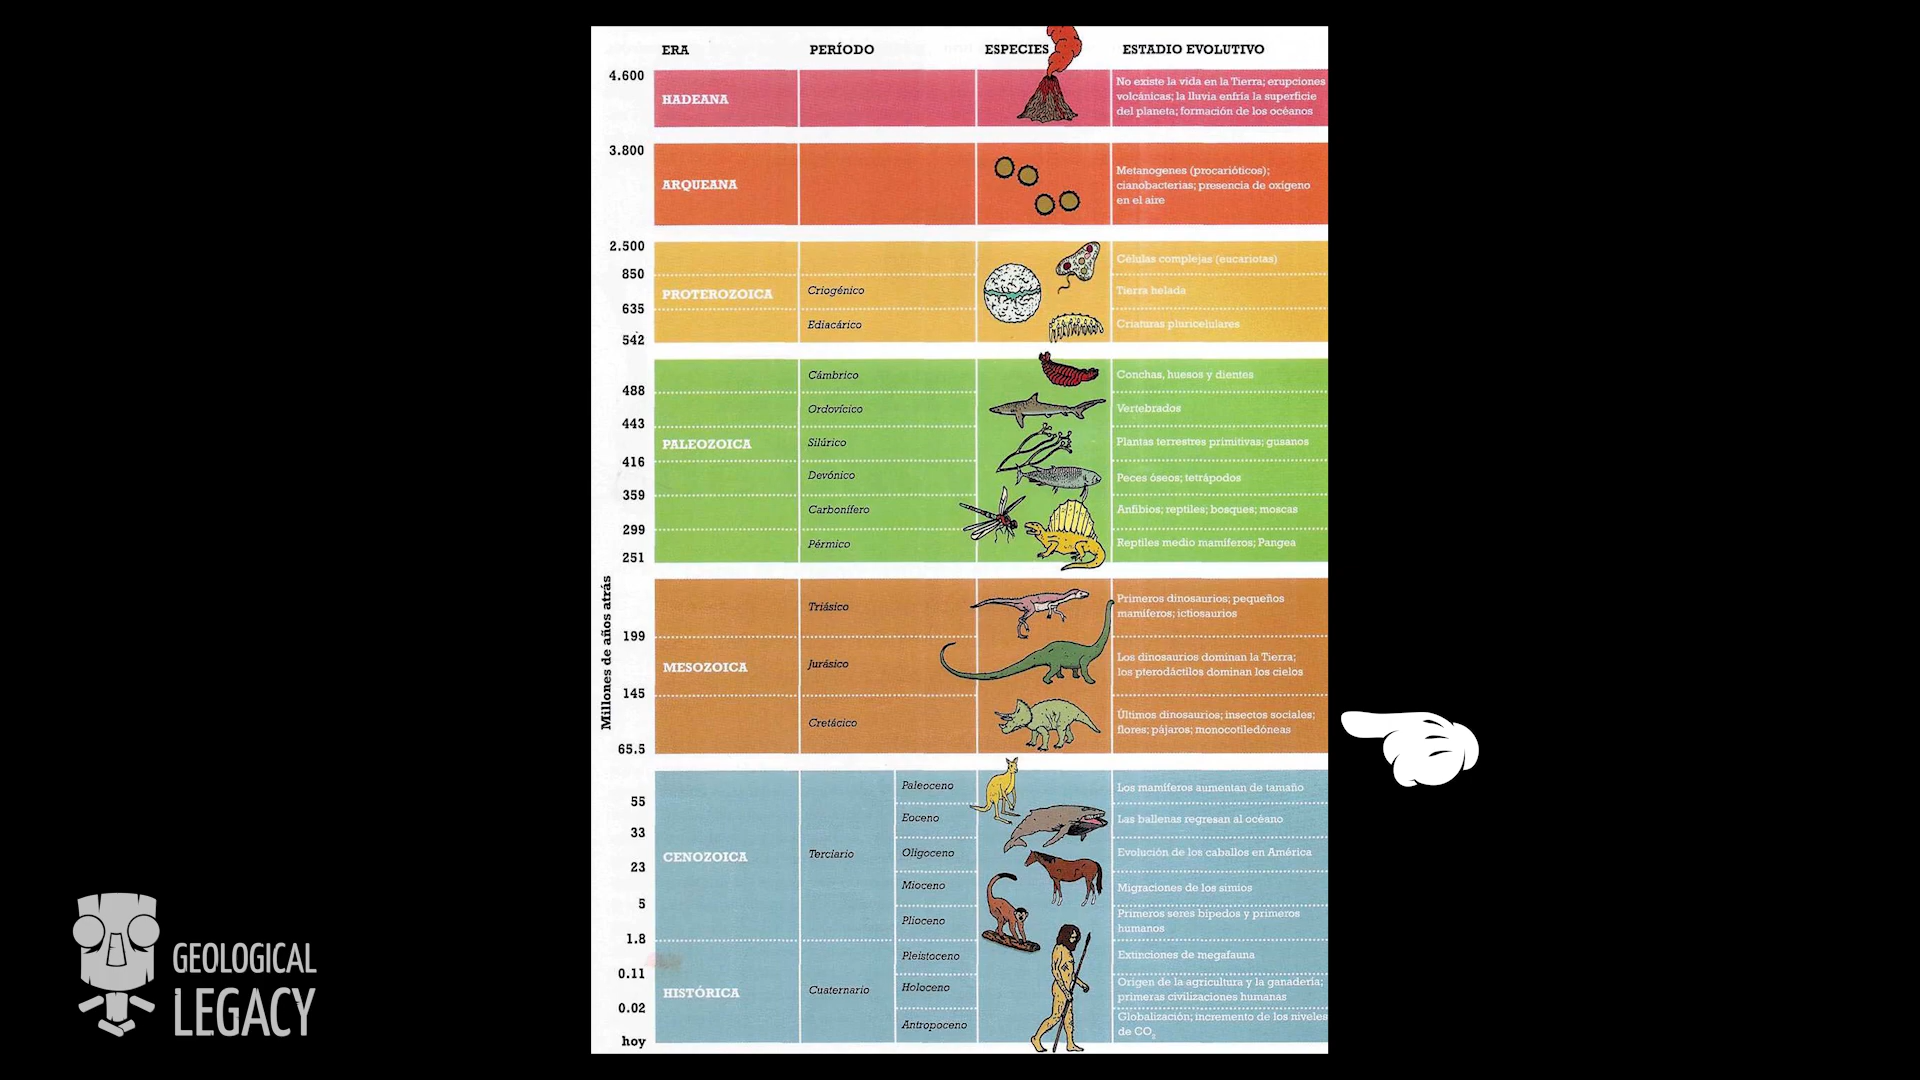 ERA PERÍODO ESPECIES ESTADIO EVOLUTIVO
4.600
HADEANA
No existe la vida en la Tierra; erupciones
volcánicas; la lluvia enfría la superficie
del planeta; formación de los océanos
3.800
ARQUEANA
Metanogenes (procarióticos);
cianobacterias; presencia de oxígeno
en el aire
2.500
Células complejas (eucariotas)
850
PROTEROZOICA
Criogénico
Tierra helada
635
Ediacárico
Criaturas pluricelulares
542
Cámbrico
Conchas, huesos y dientes
488
Ordovícico
Vertebrados
443
PALEOZOICA
Silúrico
Plantas terrestres primitivas; gusanos
416
Devónico
Peces óseos; tetrápodos
359
Carbonífero
Anfibios; reptiles; bosques; moscas
299
Pérmico
Reptiles medio mamíferos; Pangea
251
Millones de años atrás
Triásico
Primeros dinosaurios; pequeños
mamíferos; ictiosaurios
199
MESOZOICA
Jurásico
Los dinosaurios dominan la Tierra;
los pterodáctilos dominan los cielos
145
Cretácico
Últimos dinosaurios; insectos sociales;
flores; pájaros; monocotiledóneas
65.5
Paleoceno
Los mamíferos aumentan de tamaño
55
Eoceno
Las ballenas regresan al océano
33
CENOZOICA
Terciario
Oligoceno
Evolución de los caballos en América
23
Mioceno
Migraciones de los simios
5
Plioceno
Primeros seres bípedos y primeros
humanos
1.8
Pleistoceno
Extinciones de megafauna
0.11
HISTÓRICA
Cuaternario
Holoceno
Origen de la agricultura y la ganadería;
primeras civilizaciones humanas
0.02
Antropoceno
Globalización; incremento de los niveles
de CO₂
hoy
GEOLOGICAL
LEGACY